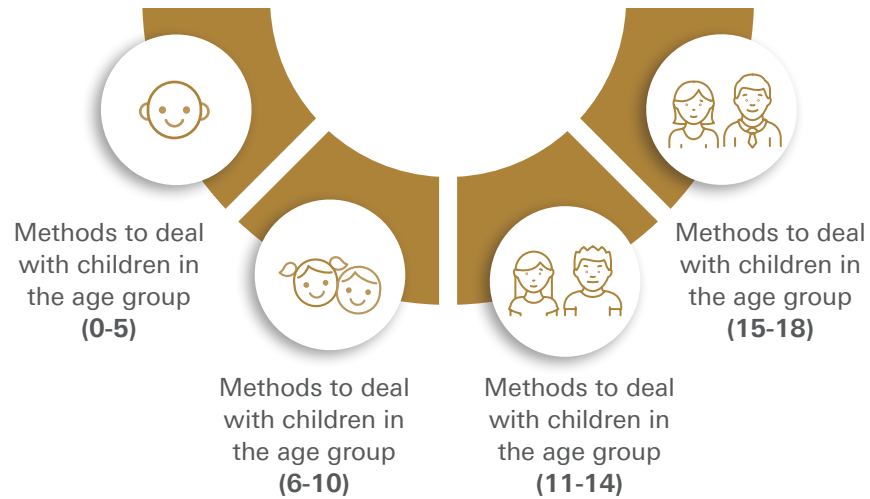 Methods to deal
with children in
the age group
(0-5)
Methods to deal
with children in
the age group
(6-10)
Methods to deal
with children in
the age group
(11-14)
Methods to deal
with children in
the age group
(15-18)